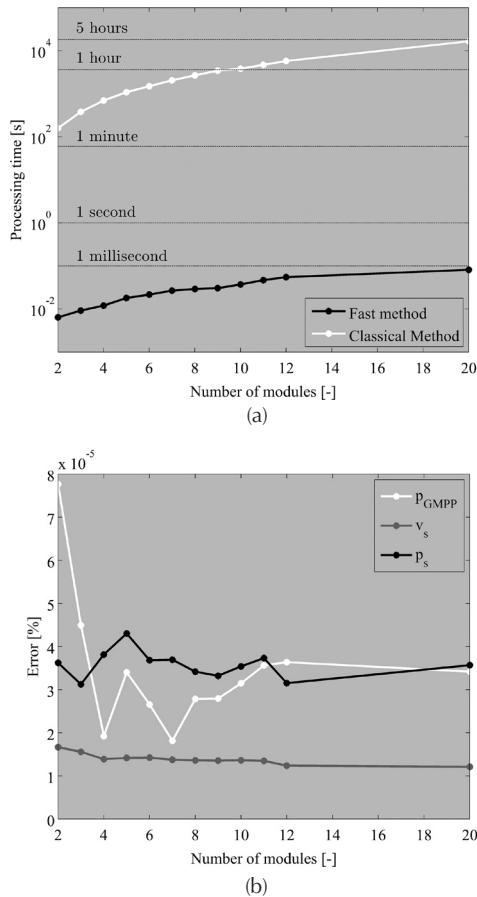 10^4
10^2
10^0
10^-2
Processing time [s]
5 hours
1 hour
1 minute
1 second
1 millisecond
Fast method
Classical Method
2 4 6 8 10 12 14 16 18 20
Number of modules [-]
(a)
x 10^-5
8
7
6
5
4
3
2
1
0
Error [%]
p_GMPP
v_s
p_s
2 4 6 8 10 12 14 16 18 20
Number of modules [-]
(b)